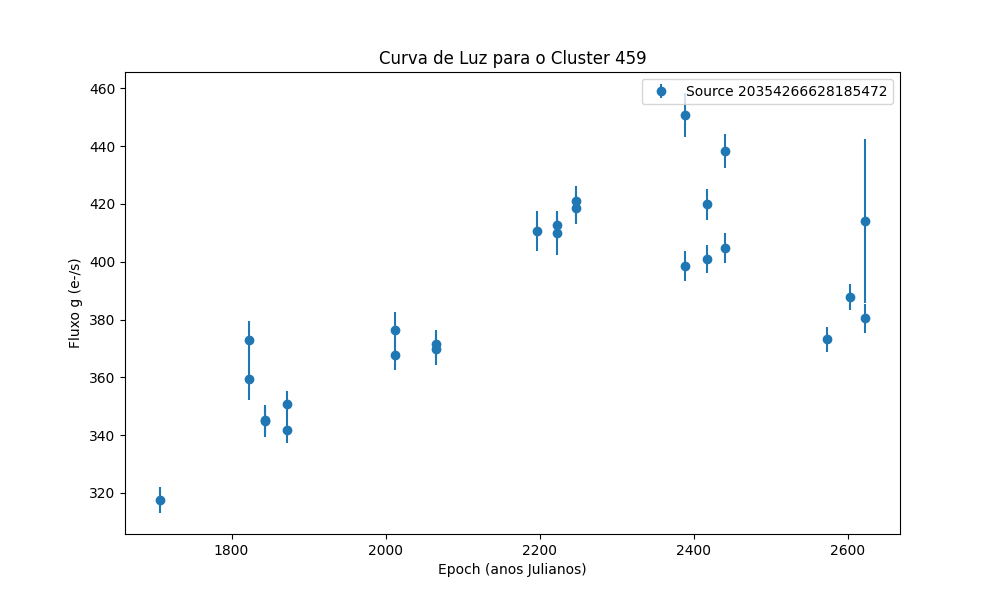 Curva de Luz para o Cluster 459
Source 20354266628185472
460
440
420
400
380
360
340
320
Fluxo g (e-/s)
1800 2000 2200 2400 2600
Epoch (anos Julianos)